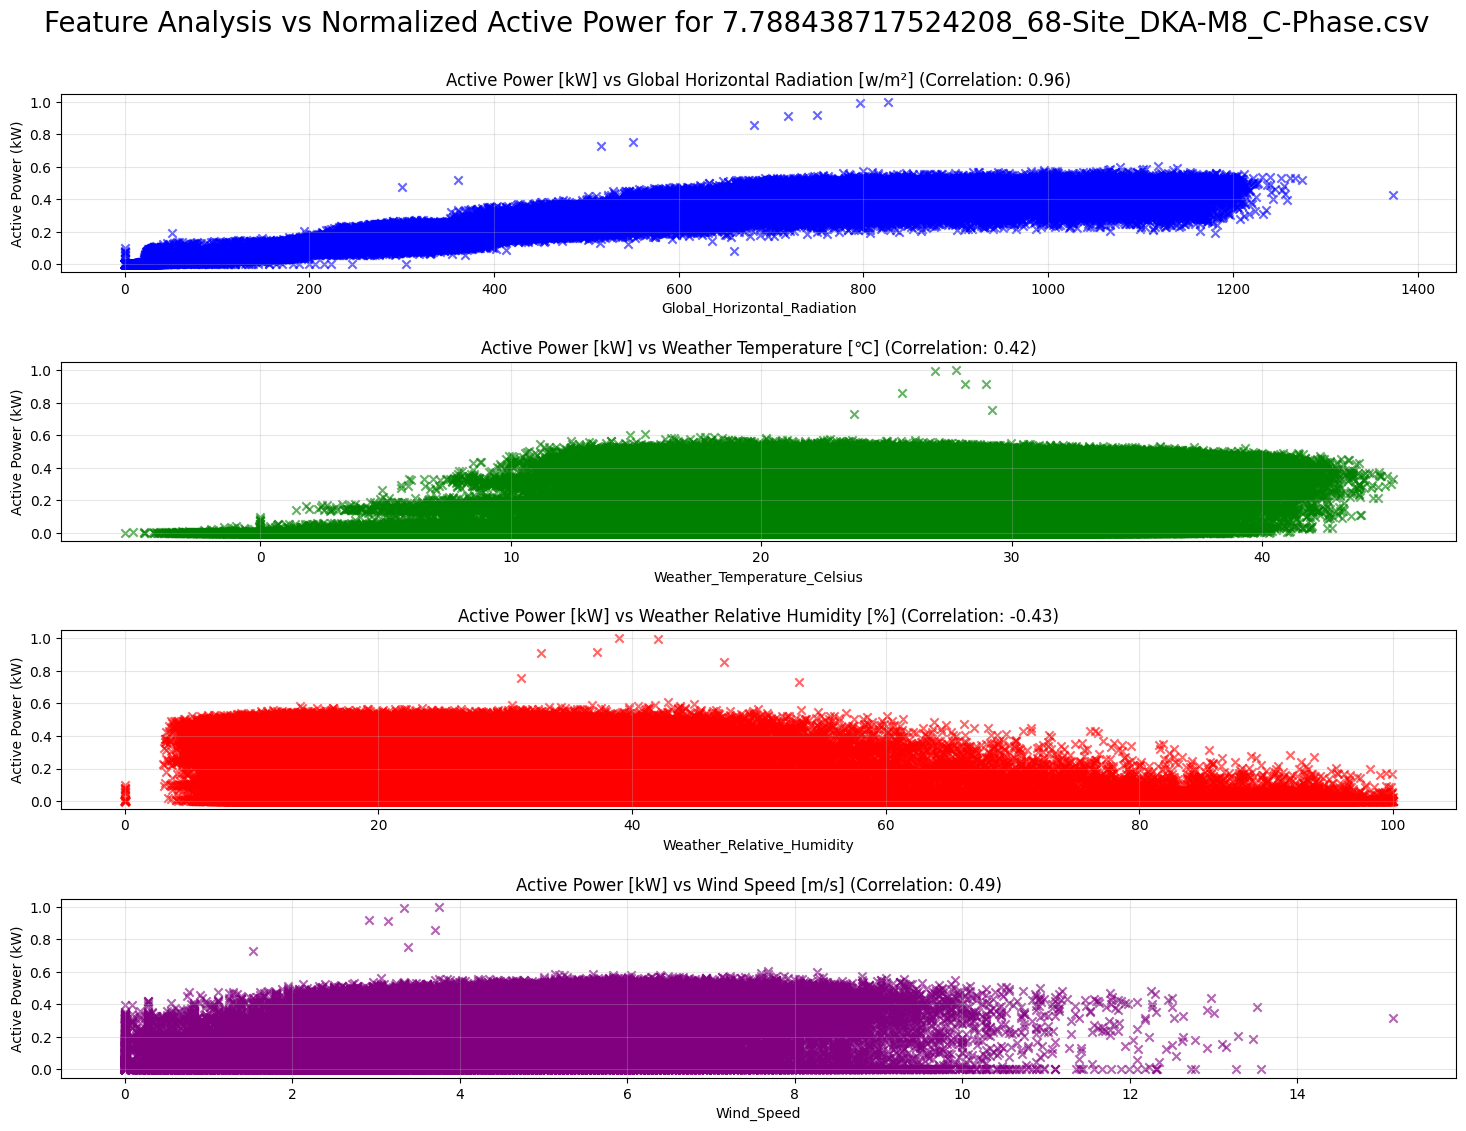 Feature Analysis vs Normalized Active Power for 7.788438717524208_68-Site_DKA-M8_C-Phase.csv
Active Power [kW] vs Global Horizontal Radiation [w/m²] (Correlation: 0.96)
Active Power (kW)
1.0
0.8
0.6
0.4
0.2
0.0
0 200 400 600 800 1000 1200 1400
Global_Horizontal_Radiation
Active Power [kW] vs Weather Temperature [℃] (Correlation: 0.42)
Active Power (kW)
1.0
0.8
0.6
0.4
0.2
0.0
0 10 20 30 40
Weather_Temperature_Celsius
Active Power [kW] vs Weather Relative Humidity [%] (Correlation: -0.43)
Active Power (kW)
1.0
0.8
0.6
0.4
0.2
0.0
0 20 40 60 80 100
Weather_Relative_Humidity
Active Power [kW] vs Wind Speed [m/s] (Correlation: 0.49)
Active Power (kW)
1.0
0.8
0.6
0.4
0.2
0.0
0 2 4 6 8 10 12 14
Wind_Speed